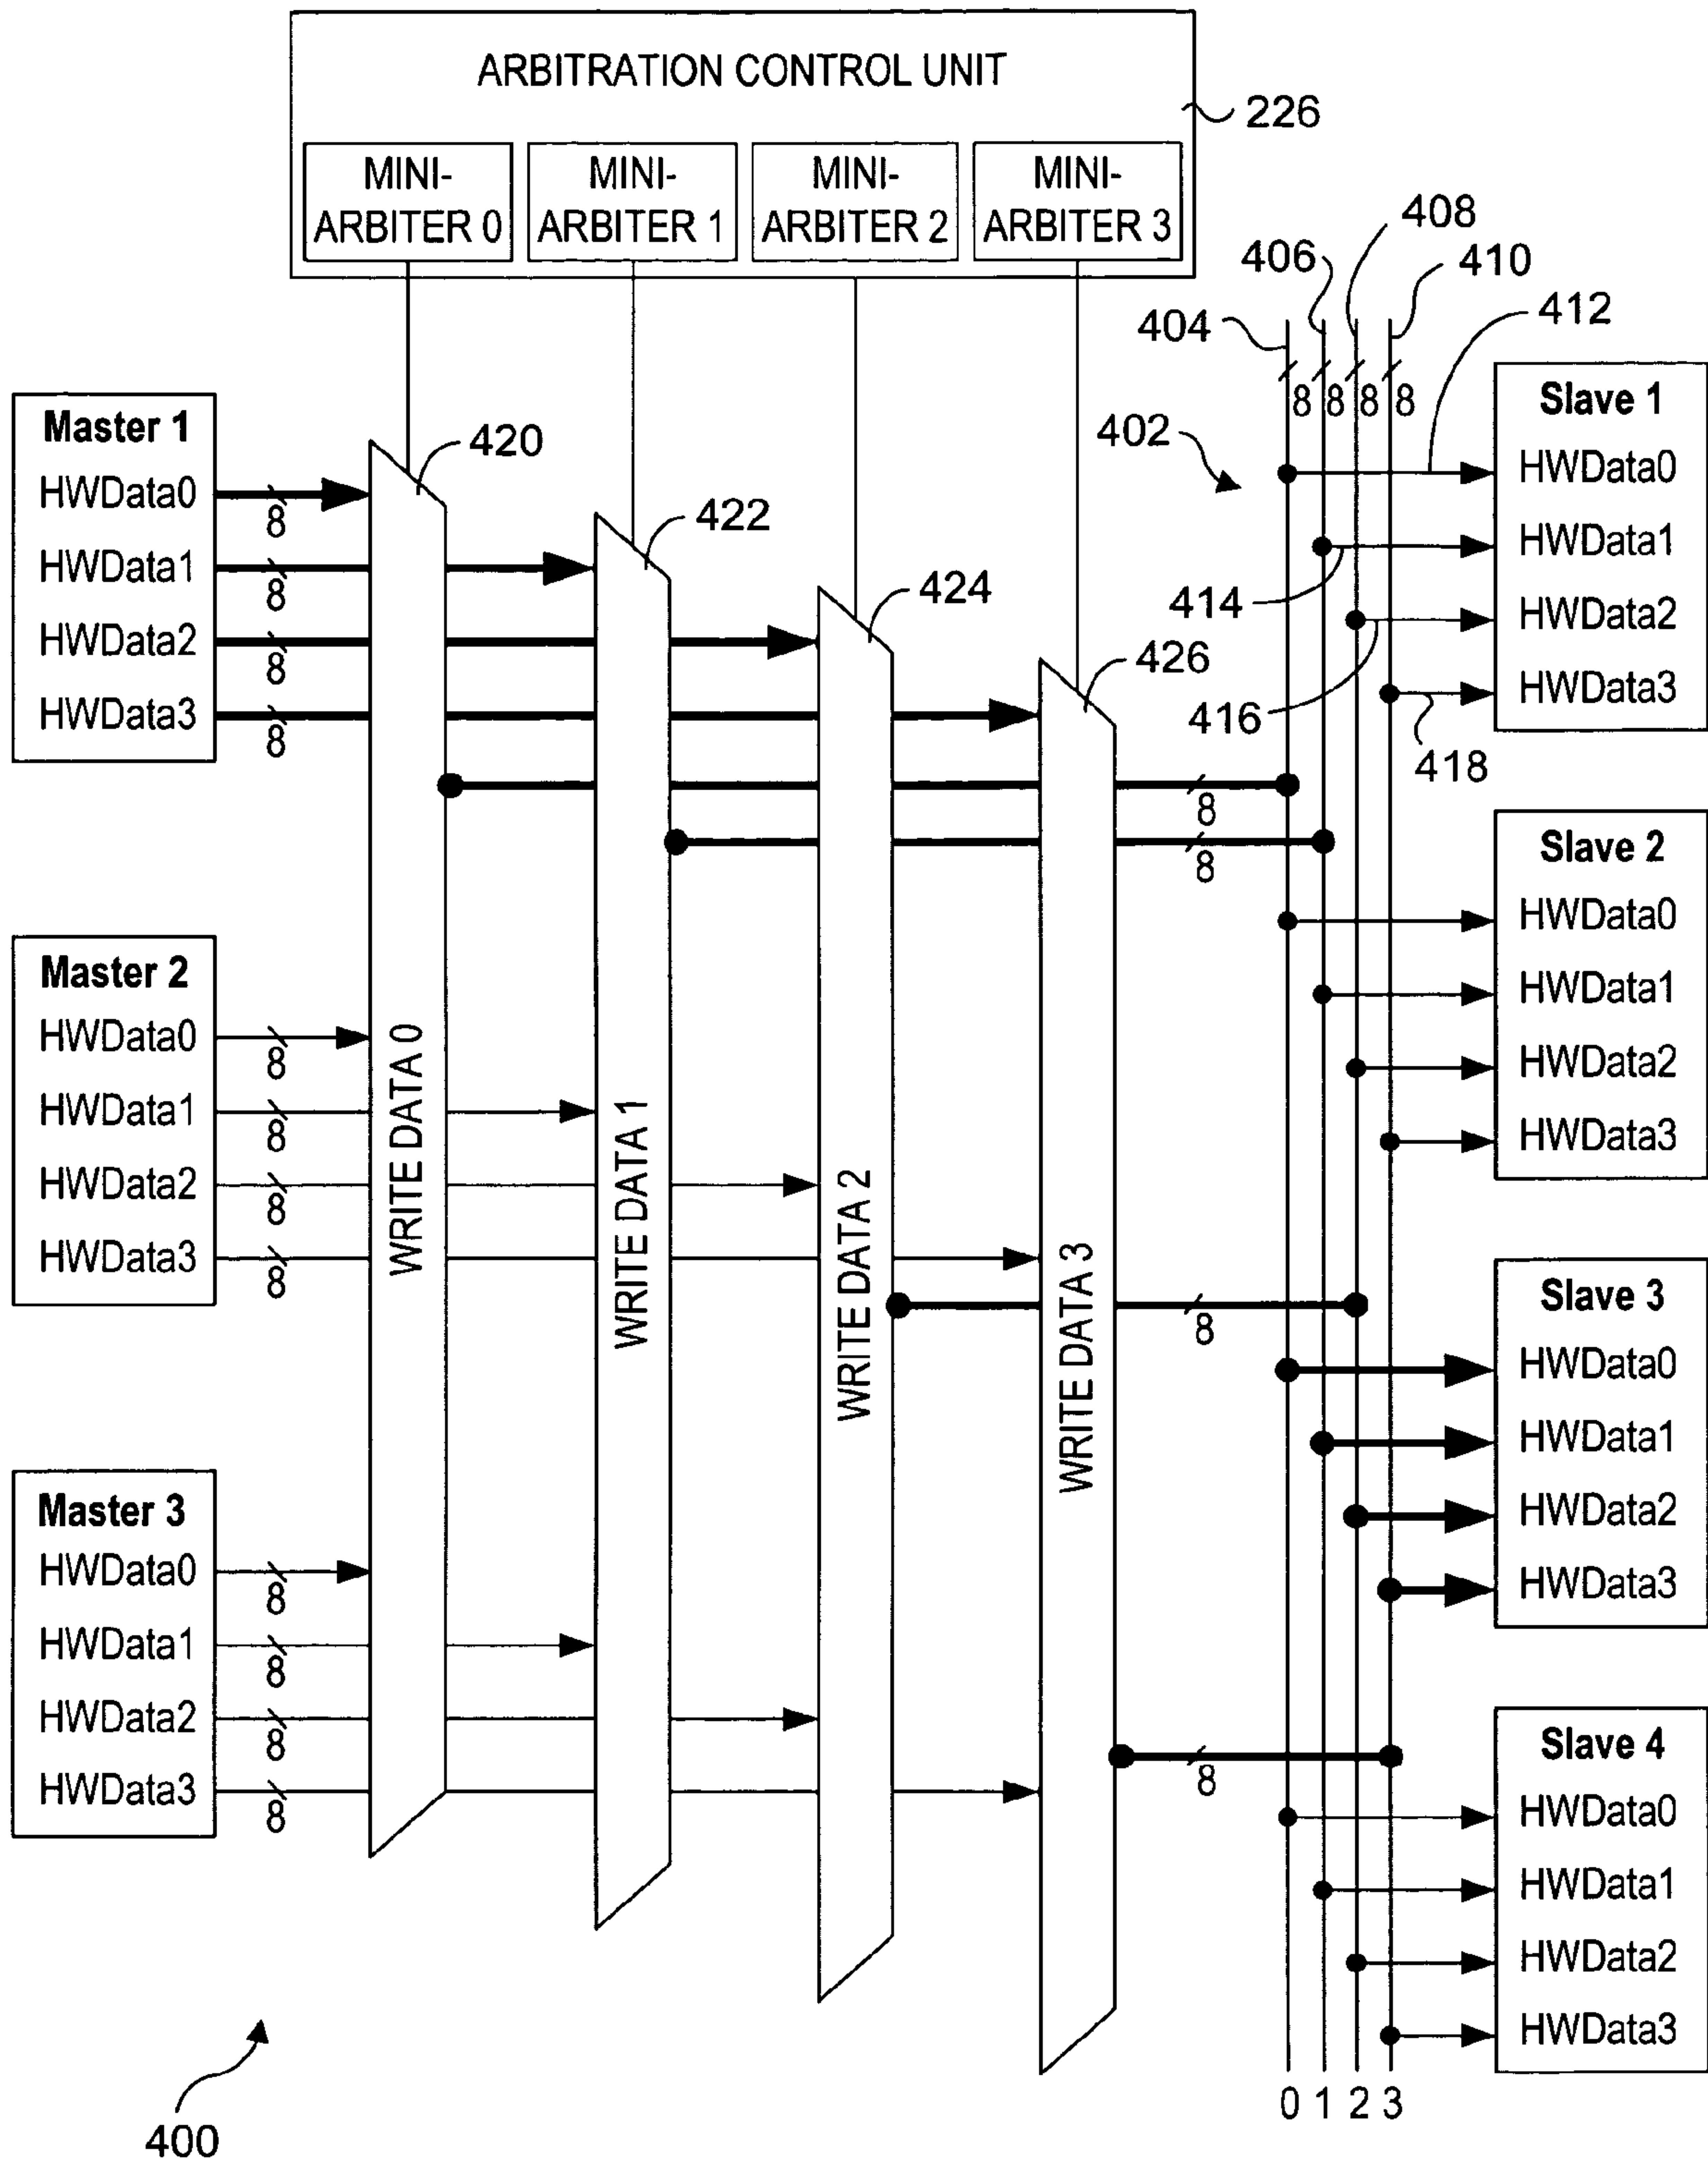 ARBITRATION CONTROL UNIT
226
MINI-
ARBITER 0
MINI-
ARBITER 1
MINI-
ARBITER 2
MINI-
ARBITER 3
404
406
408
410
412
8
8
8
8
402
Master 1
HWData0
8
HWData1
8
HWData2
8
HWData3
8
420
422
424
426
Slave 1
HWData0
HWData1
HWData2
HWData3
414
416
418
8
8
Slave 2
HWData0
HWData1
HWData2
HWData3
Master 2
HWData0
8
HWData1
8
HWData2
8
HWData3
8
WRITE DATA 0
WRITE DATA 1
WRITE DATA 2
WRITE DATA 3
8
Slave 3
HWData0
HWData1
HWData2
HWData3
Master 3
HWData0
8
HWData1
8
HWData2
8
HWData3
8
8
Slave 4
HWData0
HWData1
HWData2
HWData3
0 1 2 3
400